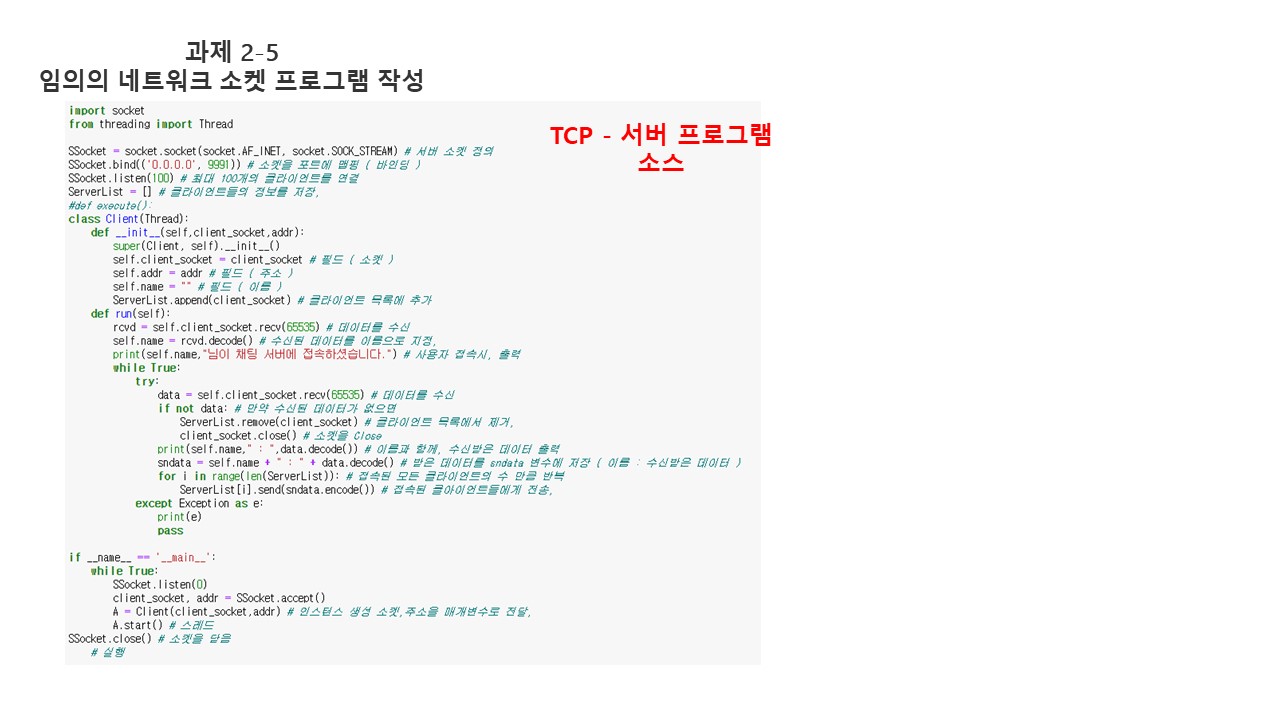 과제 2-5
임의의 네트워크 소켓 프로그램 작성
TCP - 서버 프로그램
소스
import socket
from threading import Thread
SSocket = socket.socket(socket.AF_INET, socket.SOCK_STREAM) # 서버 소켓 정의
SSocket.bind(('0.0.0.0', 9991)) # 소켓을 포트에 맵핑 ( 바인딩 )
SSocket.listen(100) # 최대 100개의 클라이언트를 연결
ServerList = [] # 클라이언트들의 정보를 저장,
#def execute():
class Client(Thread):
def __init__(self,client_socket,addr):
super(Client, self).__init__()
self.client_socket = client_socket # 필드 ( 소켓 )
self.addr = addr # 필드 ( 주소 )
self.name = "" # 필드 ( 이름 )
ServerList.append(client_socket) # 클라이언트 목록에 추가
def run(self):
rcvd = self.client_socket.recv(65535) # 데이터를 수신
self.name = rcvd.decode() # 수신된 데이터를 이름으로 지정,
print(self.name,"님이 채팅 서버에 접속하셨습니다.") # 사용자 접속시, 출력
while True:
try:
data = self.client_socket.recv(65535) # 데이터를 수신
if not data: # 만약 수신된 데이터가 없으면
ServerList.remove(client_socket) # 클라이언트 목록에서 제거,
client_socket.close() # 소켓을 Close
print(self.name," : ",data.decode()) # 이름과 함께, 수신받은 데이터 출력
sndata = self.name + " : " + data.decode() # 받은 데이터를 sndata 변수에 저장 ( 이름 : 수신받은 데이터 )
for i in range(len(ServerList)): # 접속된 모든 클라이언트의 수 만큼 반복
ServerList[i].send(sndata.encode()) # 접속된 클아이언트들에게 전송,
except Exception as e:
print(e)
pass
if __name__ == '__main__':
while True:
SSocket.listen(0)
client_socket, addr = SSocket.accept()
A = Client(client_socket,addr) # 인스턴스 생성 소켓,주소을 매개변수로 전달,
A.start() # 스레드
SSocket.close() # 소켓을 닫음
# 실행